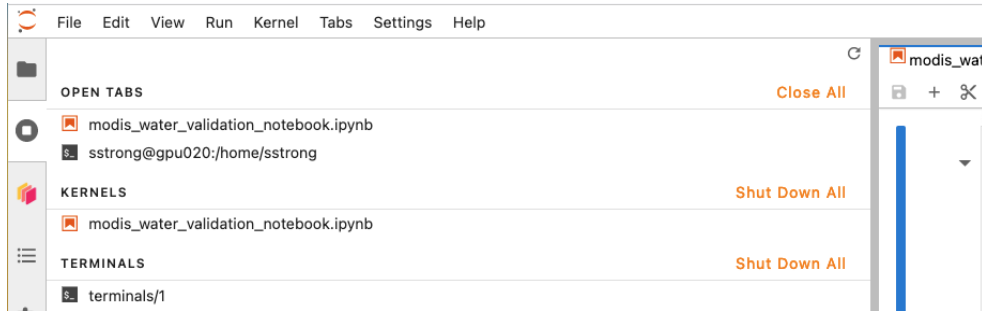 File Edit View Run Kernel Tabs Settings Help
modis_wat
OPEN TABS Close All
modis_water_validation_notebook.ipynb
sstrong@gpu020:/home/sstrong
KERNELS Shut Down All
modis_water_validation_notebook.ipynb
TERMINALS Shut Down All
terminals/1